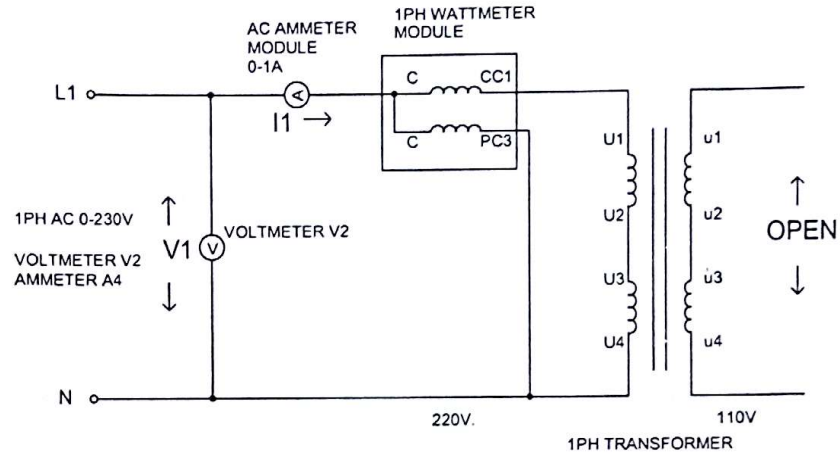 AC AMMETER
MODULE
0-1A
1PH WATTMETER
MODULE
L1
A
I1
C
CC1
C
PC3
U1
U2
U3
U4
u1
u2
u3
u4
OPEN
1PH AC 0-230V
VOLTMETER V2
AMMETER A4
V1
V
VOLTMETER V2
N
220V.
110V
1PH TRANSFORMER